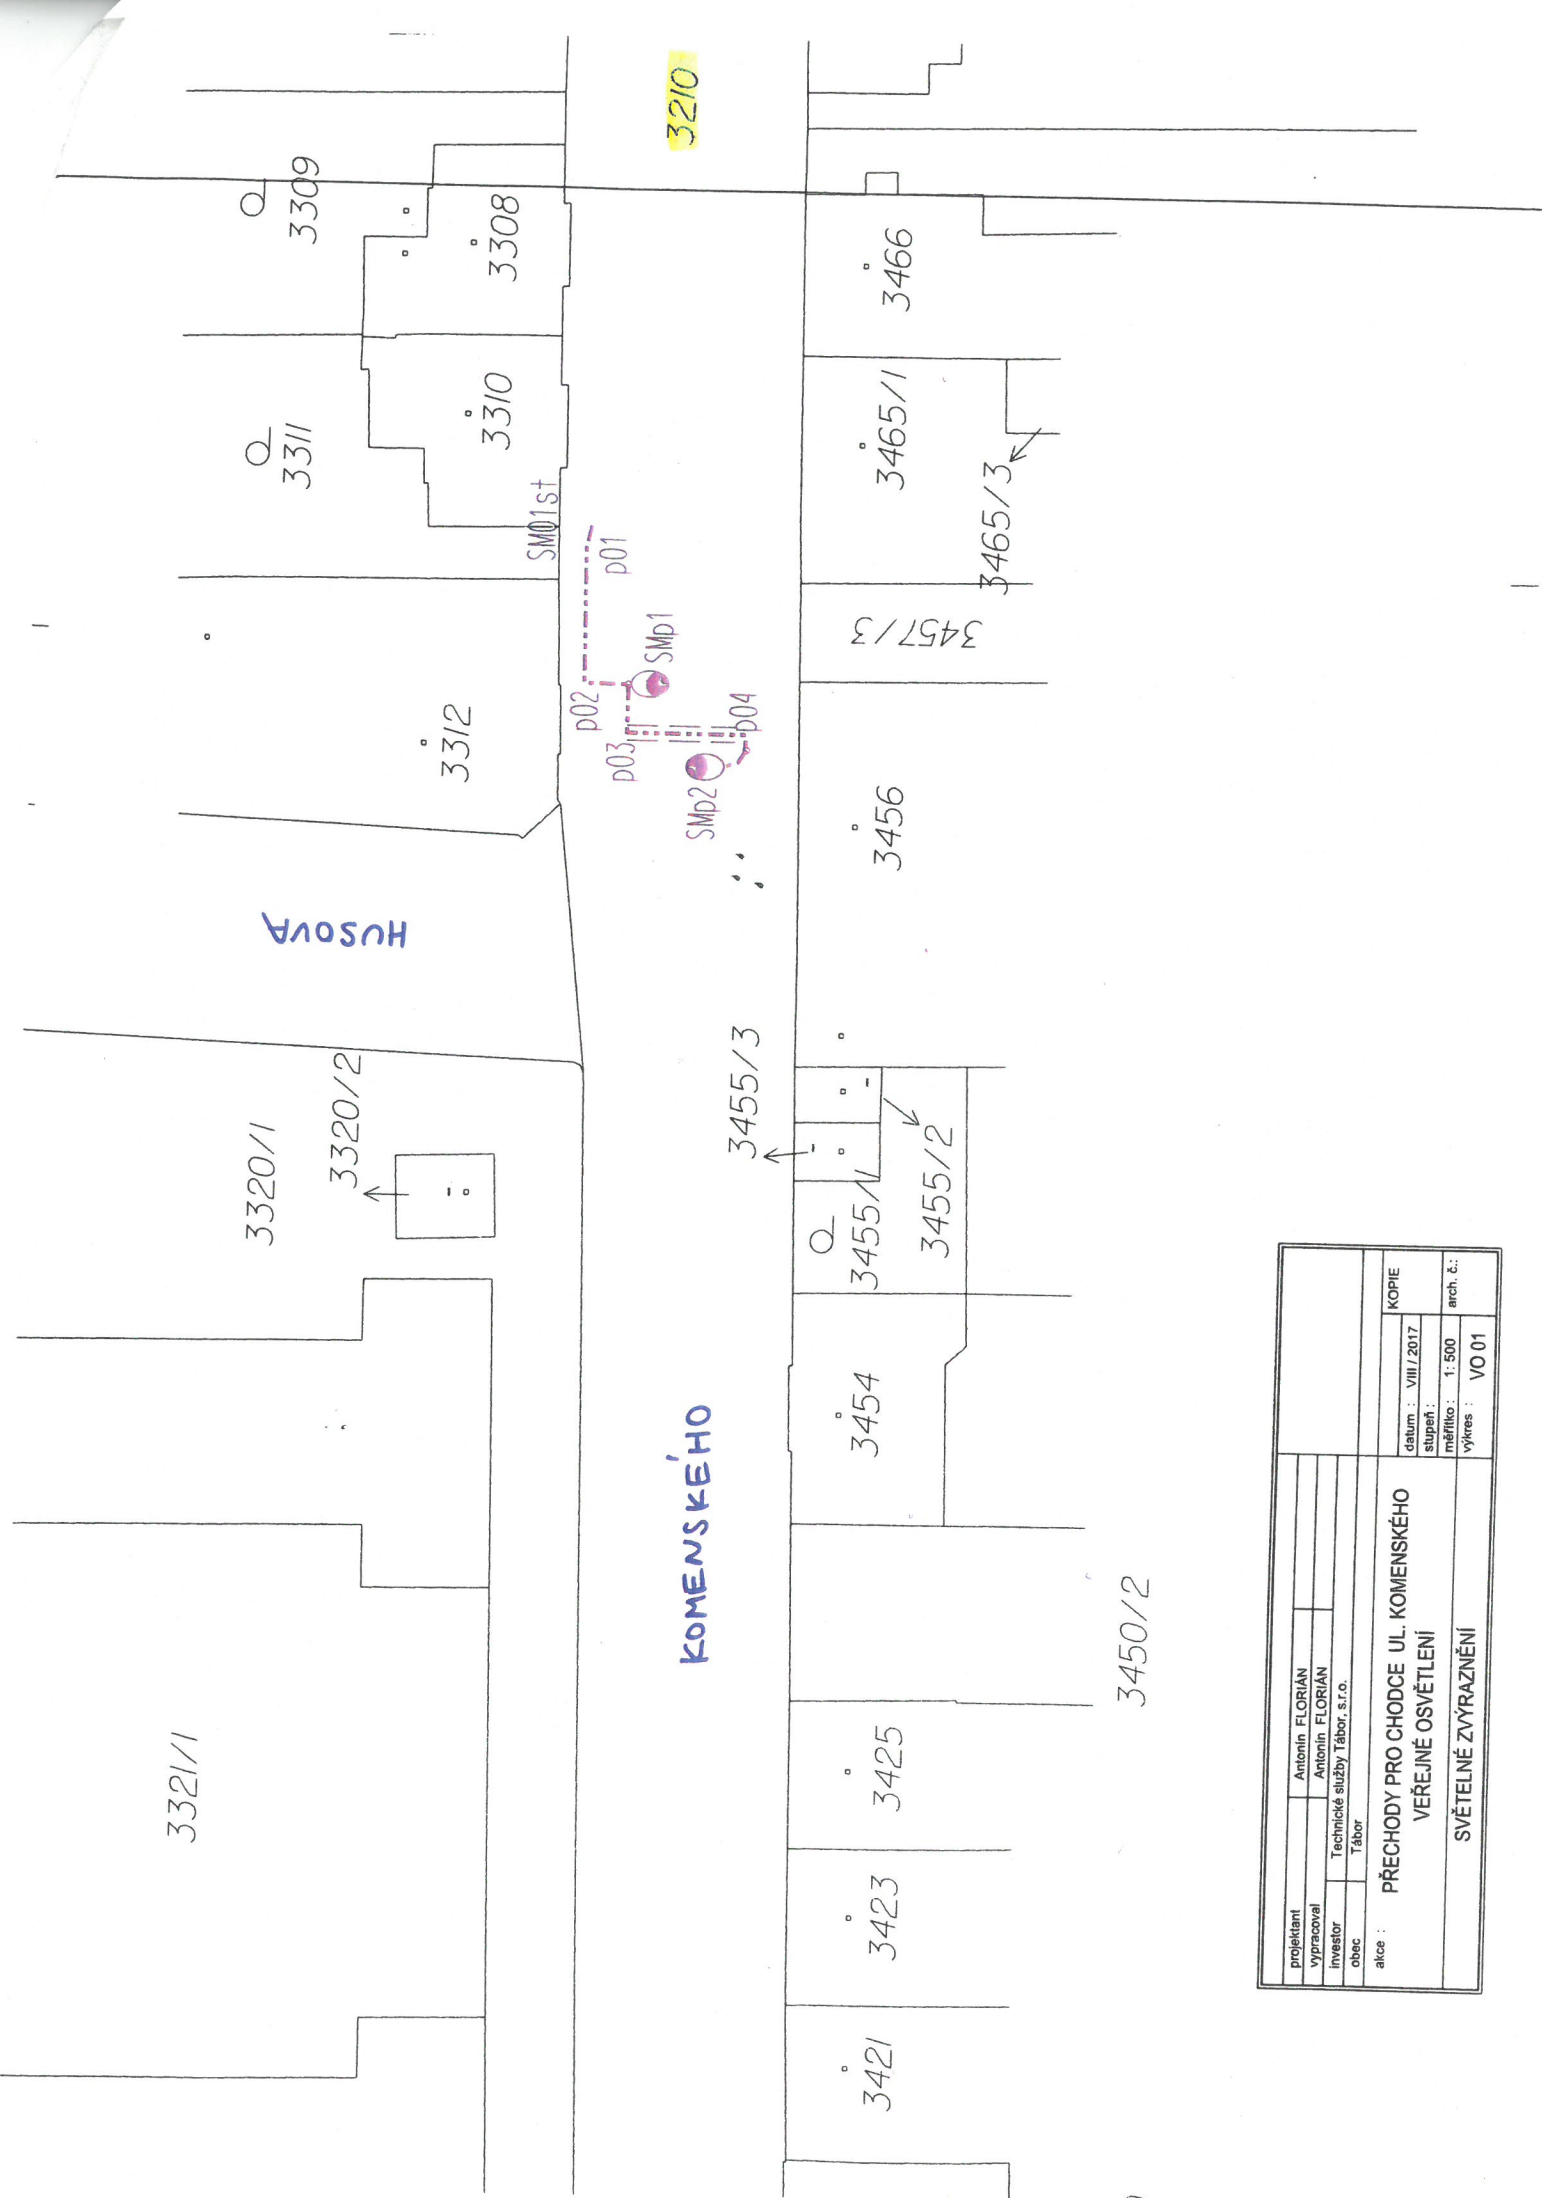 3321/1
3320/1
3320/2
HUSOVA
3312
3311
3309
3310
3308
SM01st
p01
p02
SMp1
p03
p04
SMp2
3210
KOMENSKÉHO
3455/3
3421
3423
3425
3454
3455/1
3455/2
3456
3457/3
3465/1
3465/3
3466
3450/2
projektant
Antonín FLORIÁN
vypracoval
Antonín FLORIÁN
investor
Technické služby Tábor, s.r.o.
obec
Tábor
akce :
PŘECHODY PRO CHODCE UL. KOMENSKÉHO
VEŘEJNÉ OSVĚTLENÍ
SVĚTELNÉ ZVÝRAZNĚNÍ
datum : VIII / 2017
KOPIE
stupeň :
měřítko : 1: 500
arch. č.:
výkres : VO 01